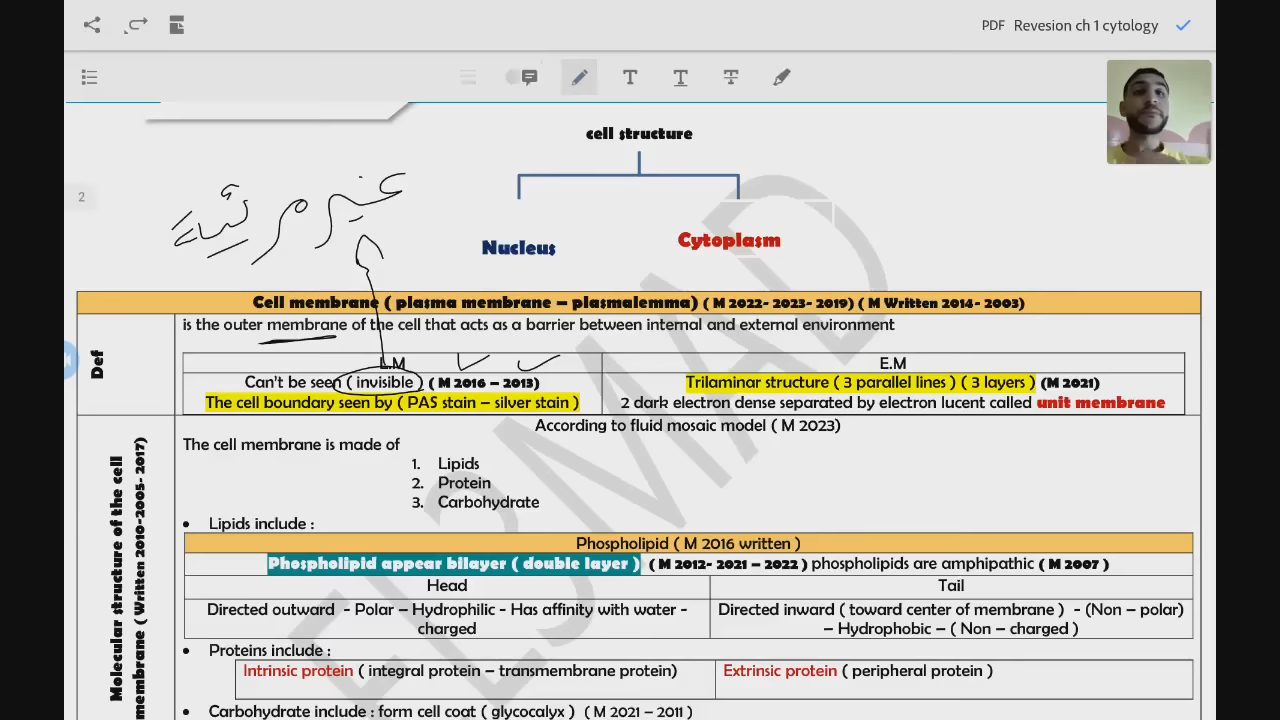 PDF Revesion ch 1 cytology
2
cell structure
Nucleus
Cytoplasm
Cell membrane ( plasma membrane – plasmalemma) ( M 2022- 2023- 2019) ( M Written 2014- 2003)
Def
is the outer membrane of the cell that acts as a barrier between internal and external environment
L.M
E.M
Can't be seen ( invisible ) ( M 2016 – 2013)
Trilaminar structure ( 3 parallel lines ) ( 3 layers ) (M 2021)
The cell boundary seen by ( PAS stain – silver stain )
2 dark electron dense separated by electron lucent called unit membrane
Molecular structure of the cell
membrane ( Written 2010-2005- 2017)
According to fluid mosaic model ( M 2023)
The cell membrane is made of
1. Lipids
2. Protein
3. Carbohydrate
• Lipids include :
Phospholipid ( M 2016 written )
Phospholipid appear bilayer ( double layer ) ( M 2012- 2021 – 2022 ) phospholipids are amphipathic ( M 2007 )
Head
Tail
Directed outward - Polar – Hydrophilic - Has affinity with water -
charged
Directed inward ( toward center of membrane ) - (Non – polar)
– Hydrophobic – ( Non – charged )
• Proteins include :
Intrinsic protein ( integral protein – transmembrane protein)
Extrinsic protein ( peripheral protein )
• Carbohydrate include : form cell coat ( glycocalyx ) ( M 2021 – 2011 )